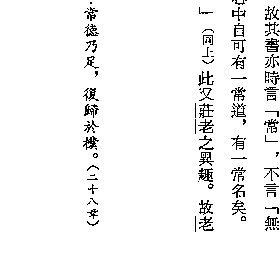 故其書亦時言「常」，不言「無
中自可有一常道，有一常名矣。
」（同上）此又莊老之異趣。故老
常德乃足，復歸於樸。（二十八章）